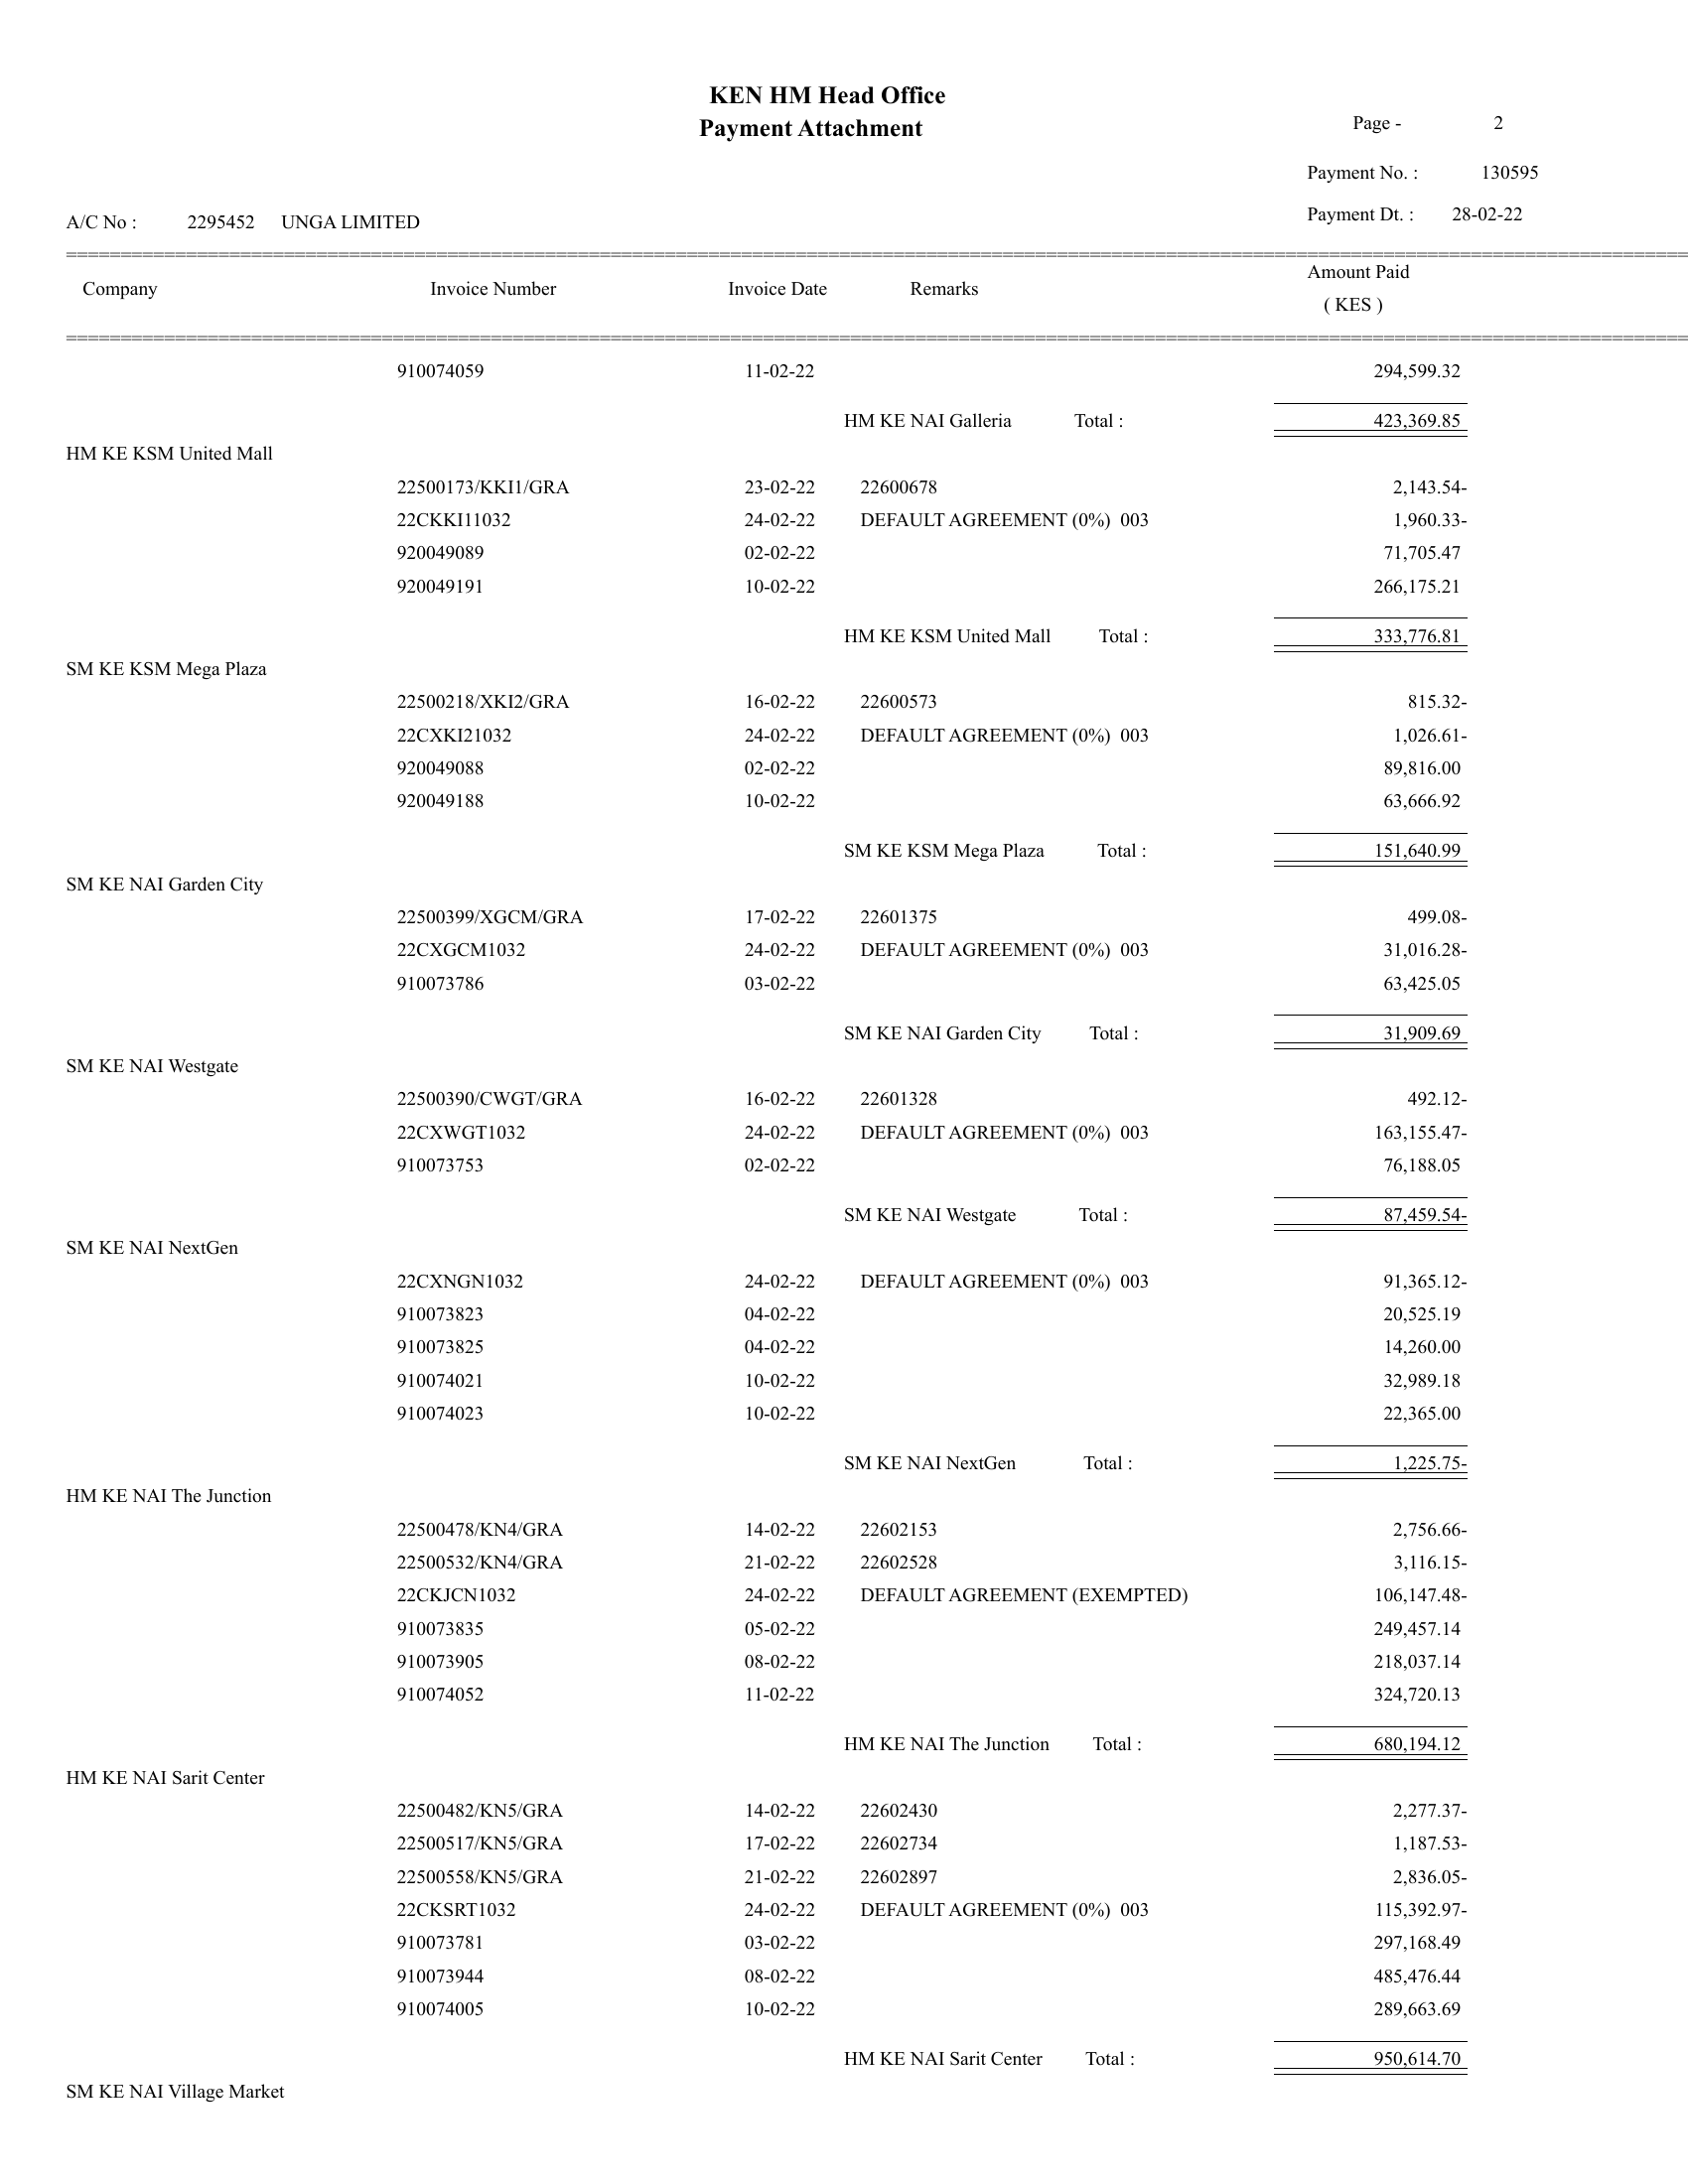 KEN HM Head Office
Payment Attachment
Page - 2
Payment No. : 130595
A/C No : 2295452 UNGA LIMITED
Payment Dt. : 28-02-22
Company Invoice Number Invoice Date Remarks Amount Paid
( KES )
910074059 11-02-22 294,599.32
HM KE NAI Galleria Total : 423,369.85
HM KE KSM United Mall
22500173/KKI1/GRA 23-02-22 22600678 2,143.54-
22CKKI11032 24-02-22 DEFAULT AGREEMENT (0%) 003 1,960.33-
920049089 02-02-22 71,705.47
920049191 10-02-22 266,175.21
HM KE KSM United Mall Total : 333,776.81
SM KE KSM Mega Plaza
22500218/XKI2/GRA 16-02-22 22600573 815.32-
22CXKI21032 24-02-22 DEFAULT AGREEMENT (0%) 003 1,026.61-
920049088 02-02-22 89,816.00
920049188 10-02-22 63,666.92
SM KE KSM Mega Plaza Total : 151,640.99
SM KE NAI Garden City
22500399/XGCM/GRA 17-02-22 22601375 499.08-
22CXGCM1032 24-02-22 DEFAULT AGREEMENT (0%) 003 31,016.28-
910073786 03-02-22 63,425.05
SM KE NAI Garden City Total : 31,909.69
SM KE NAI Westgate
22500390/CWGT/GRA 16-02-22 22601328 492.12-
22CXWGT1032 24-02-22 DEFAULT AGREEMENT (0%) 003 163,155.47-
910073753 02-02-22 76,188.05
SM KE NAI Westgate Total : 87,459.54-
SM KE NAI NextGen
22CXNGN1032 24-02-22 DEFAULT AGREEMENT (0%) 003 91,365.12-
910073823 04-02-22 20,525.19
910073825 04-02-22 14,260.00
910074021 10-02-22 32,989.18
910074023 10-02-22 22,365.00
SM KE NAI NextGen Total : 1,225.75-
HM KE NAI The Junction
22500478/KN4/GRA 14-02-22 22602153 2,756.66-
22500532/KN4/GRA 21-02-22 22602528 3,116.15-
22CKJCN1032 24-02-22 DEFAULT AGREEMENT (EXEMPTED) 106,147.48-
910073835 05-02-22 249,457.14
910073905 08-02-22 218,037.14
910074052 11-02-22 324,720.13
HM KE NAI The Junction Total : 680,194.12
HM KE NAI Sarit Center
22500482/KN5/GRA 14-02-22 22602430 2,277.37-
22500517/KN5/GRA 17-02-22 22602734 1,187.53-
22500558/KN5/GRA 21-02-22 22602897 2,836.05-
22CKSRT1032 24-02-22 DEFAULT AGREEMENT (0%) 003 115,392.97-
910073781 03-02-22 297,168.49
910073944 08-02-22 485,476.44
910074005 10-02-22 289,663.69
HM KE NAI Sarit Center Total : 950,614.70
SM KE NAI Village Market